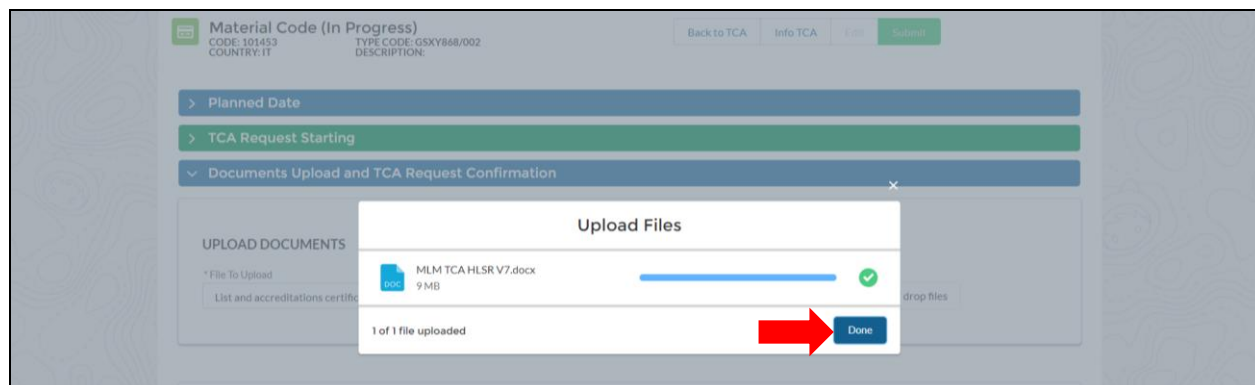 Material Code (In Progress)
CODE: 101453 TYPE CODE: GSXY868/002
COUNTRY: IT DESCRIPTION:
Back to TCA Info TCA Edit Submit
Planned Date
TCA Request Starting
Documents Upload and TCA Request Confirmation
Upload Files
UPLOAD DOCUMENTS
MLM TCA HLSR V7.docx
DOC 9 MB
* File To Upload
List and accreditations certific
drop files
1 of 1 file uploaded
Done